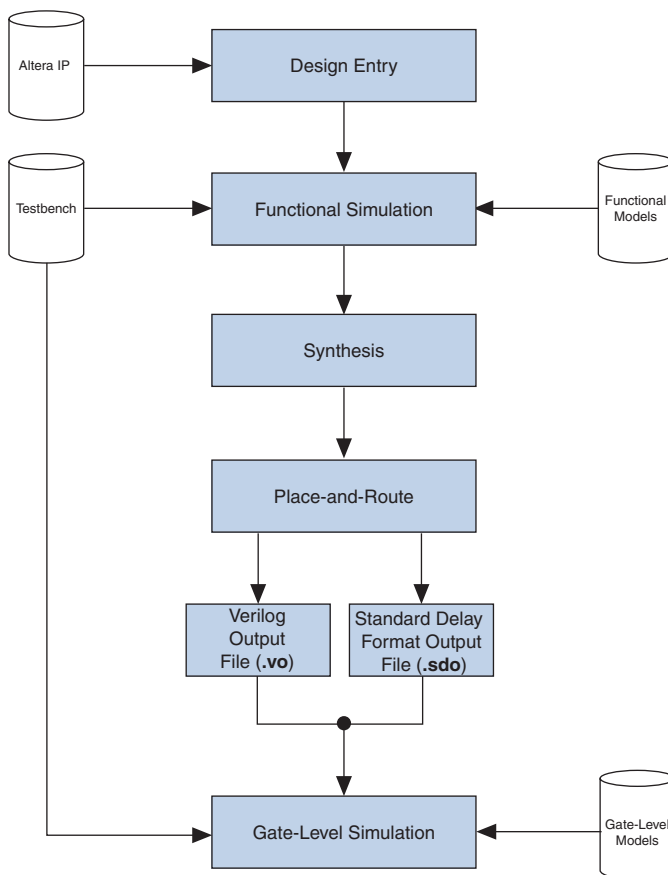 Altera IP
Design Entry
Testbench
Functional Simulation
Functional
Models
Synthesis
Place-and-Route
Verilog
Output
File (.vo)
Standard Delay
Format Output
File (.sdo)
Gate-Level Simulation
Gate-Level
Models